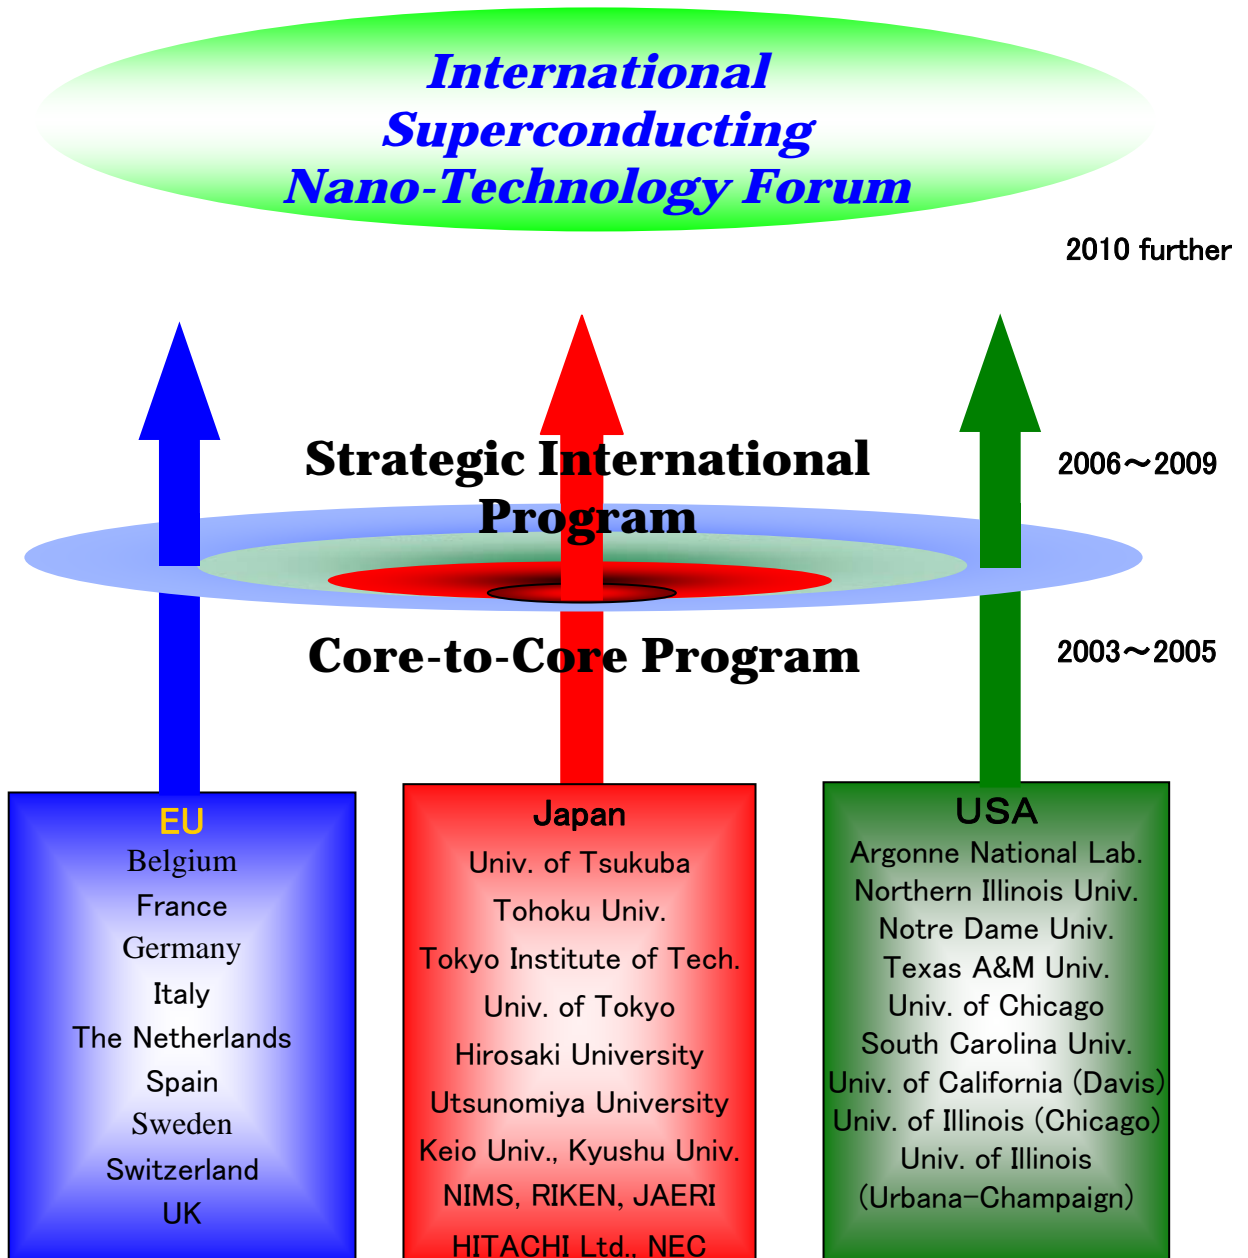 International
Superconducting
Nano-Technology Forum
2010 further
Strategic International
Program
2006～2009
Core-to-Core Program
2003～2005
EU
Belgium
France
Germany
Italy
The Netherlands
Spain
Sweden
Switzerland
UK
Japan
Univ. of Tsukuba
Tohoku Univ.
Tokyo Institute of Tech.
Univ. of Tokyo
Hirosaki University
Utsunomiya University
Keio Univ., Kyushu Univ.
NIMS, RIKEN, JAERI
HITACHI Ltd., NEC
USA
Argonne National Lab.
Northern Illinois Univ.
Notre Dame Univ.
Texas A&M Univ.
Univ. of Chicago
South Carolina Univ.
Univ. of California (Davis)
Univ. of Illinois (Chicago)
Univ. of Illinois
(Urbana-Champaign)